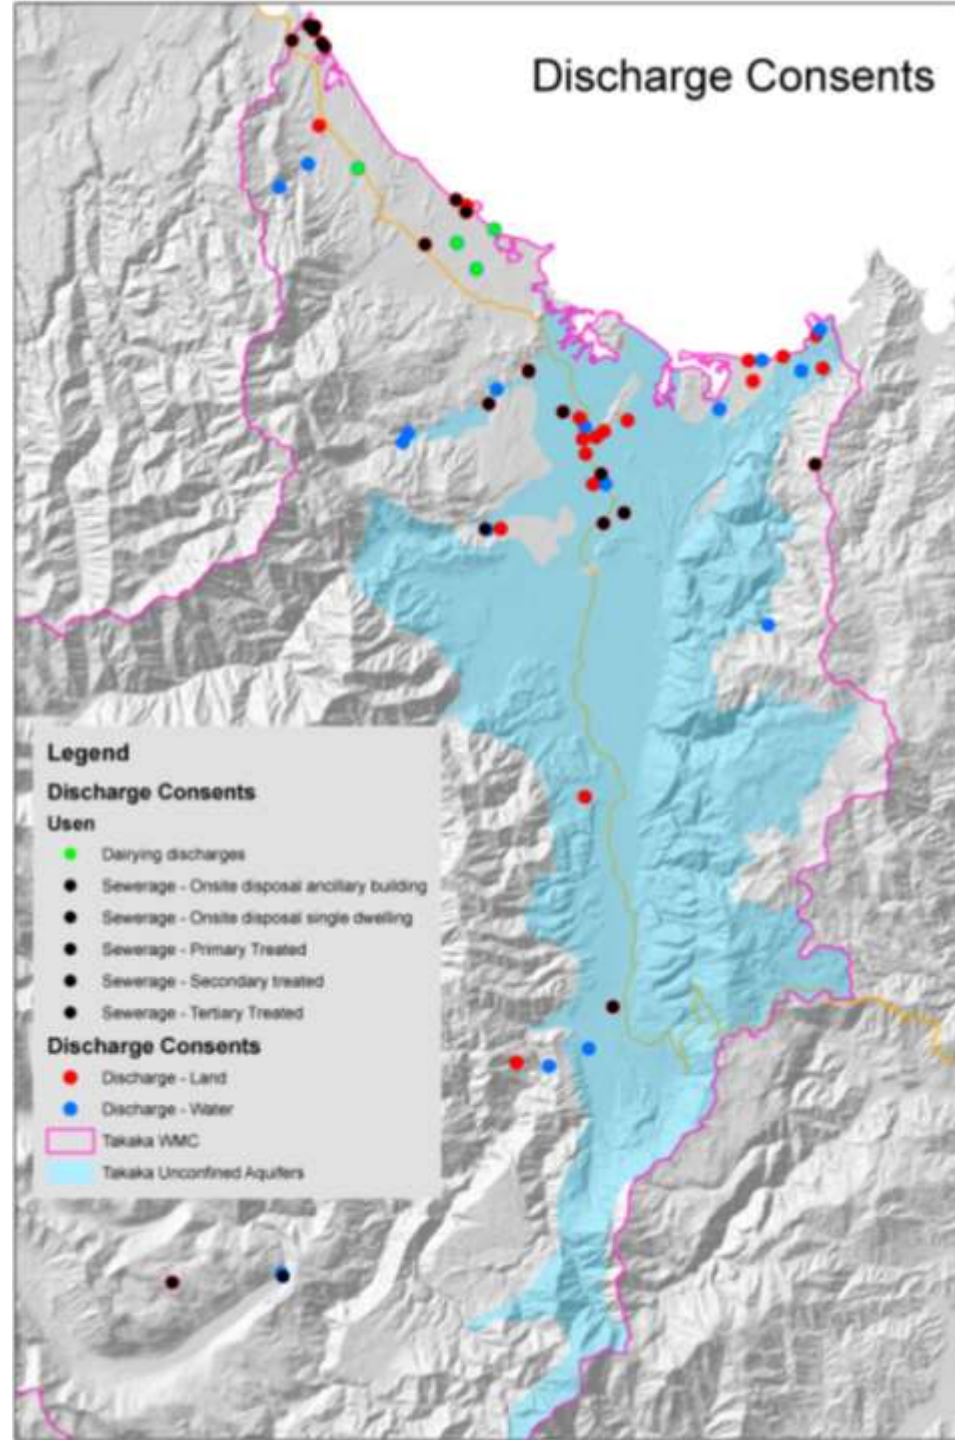 Discharge Consents
Legend
Discharge Consents
Usen
Dairying discharges
Sewerage - Onsite disposal ancillary building
Sewerage - Onsite disposal single dwelling
Sewerage - Primary Treated
Sewerage - Secondary treated
Sewerage - Tertiary Treated
Discharge Consents
Discharge - Land
Discharge - Water
Takaka WMC
Takaka Unconfined Aquifers